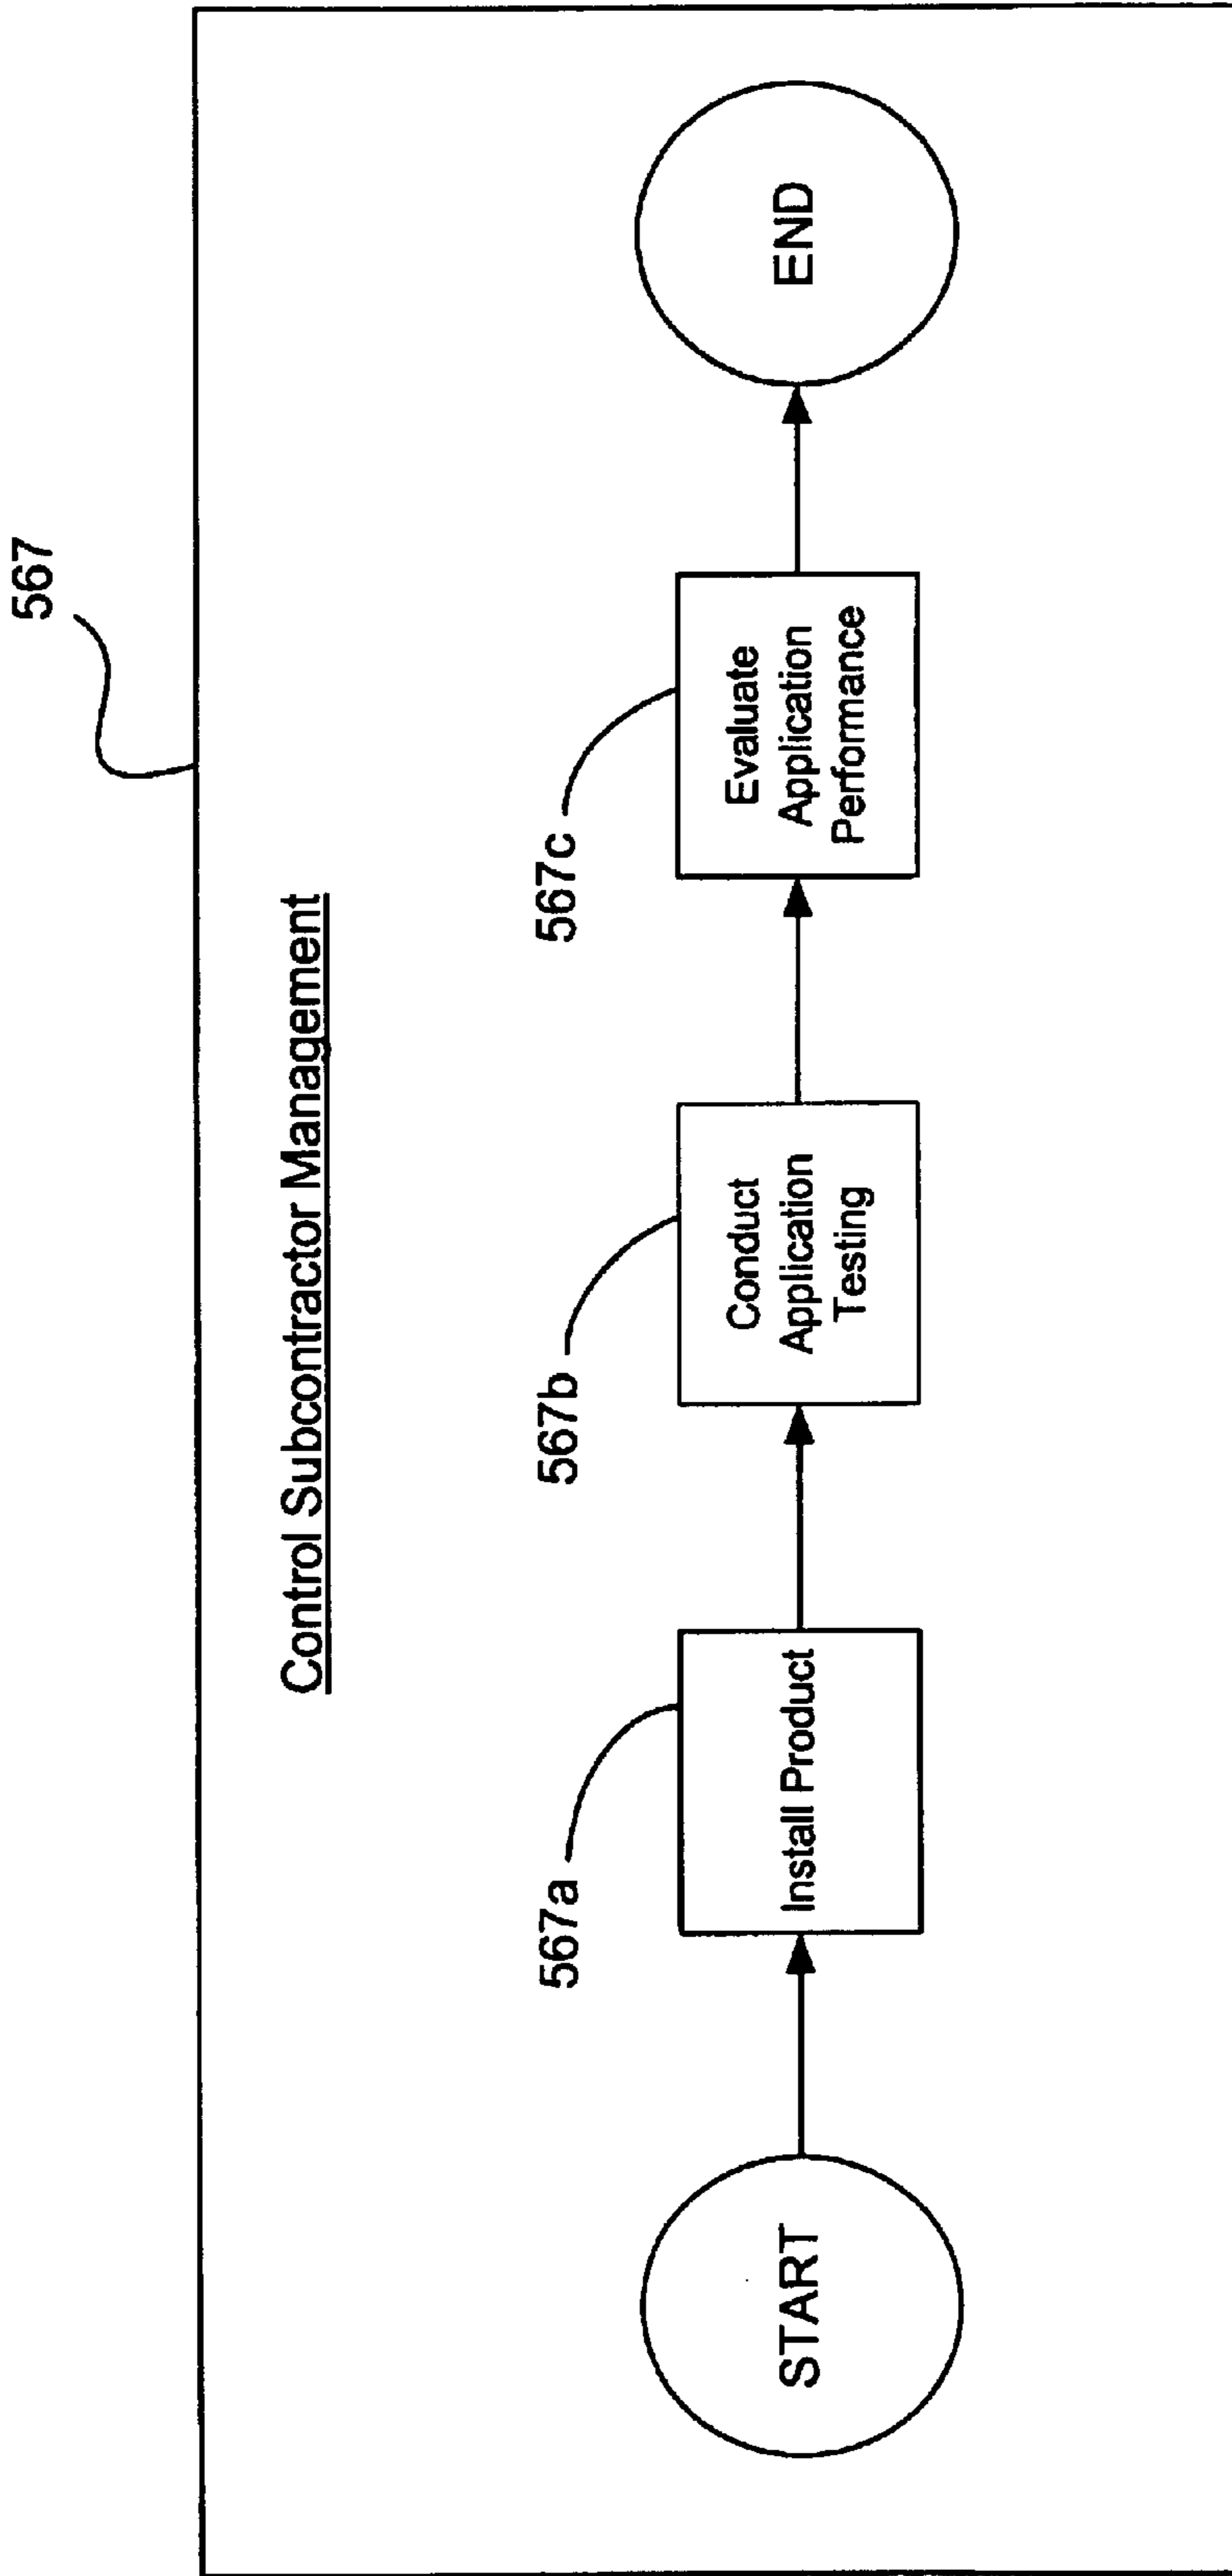 567
Control Subcontractor Management
567a
567b
567c
START
Install Product
Conduct
Application
Testing
Evaluate
Application
Performance
END